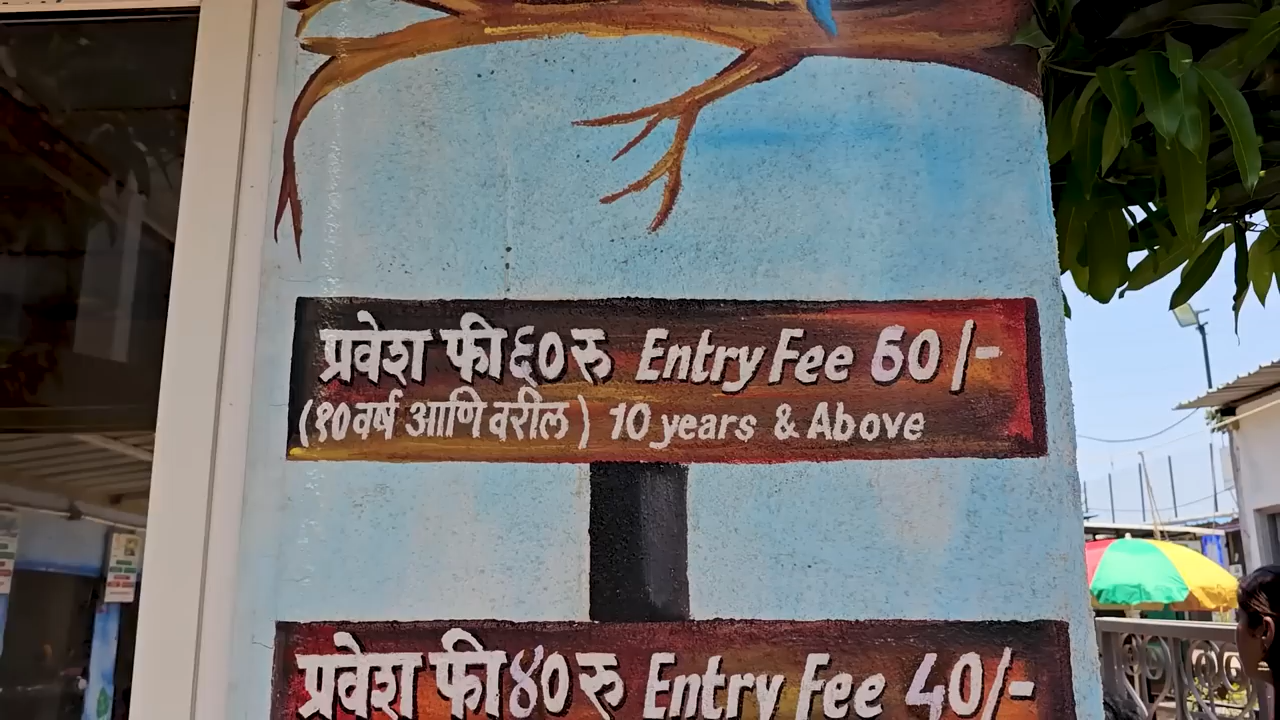 प्रवेश फी ६० रु Entry Fee 60/-
(१० वर्ष आणि वरील) 10 years & Above
प्रवेश फी ४० रु Entry Fee 40/-